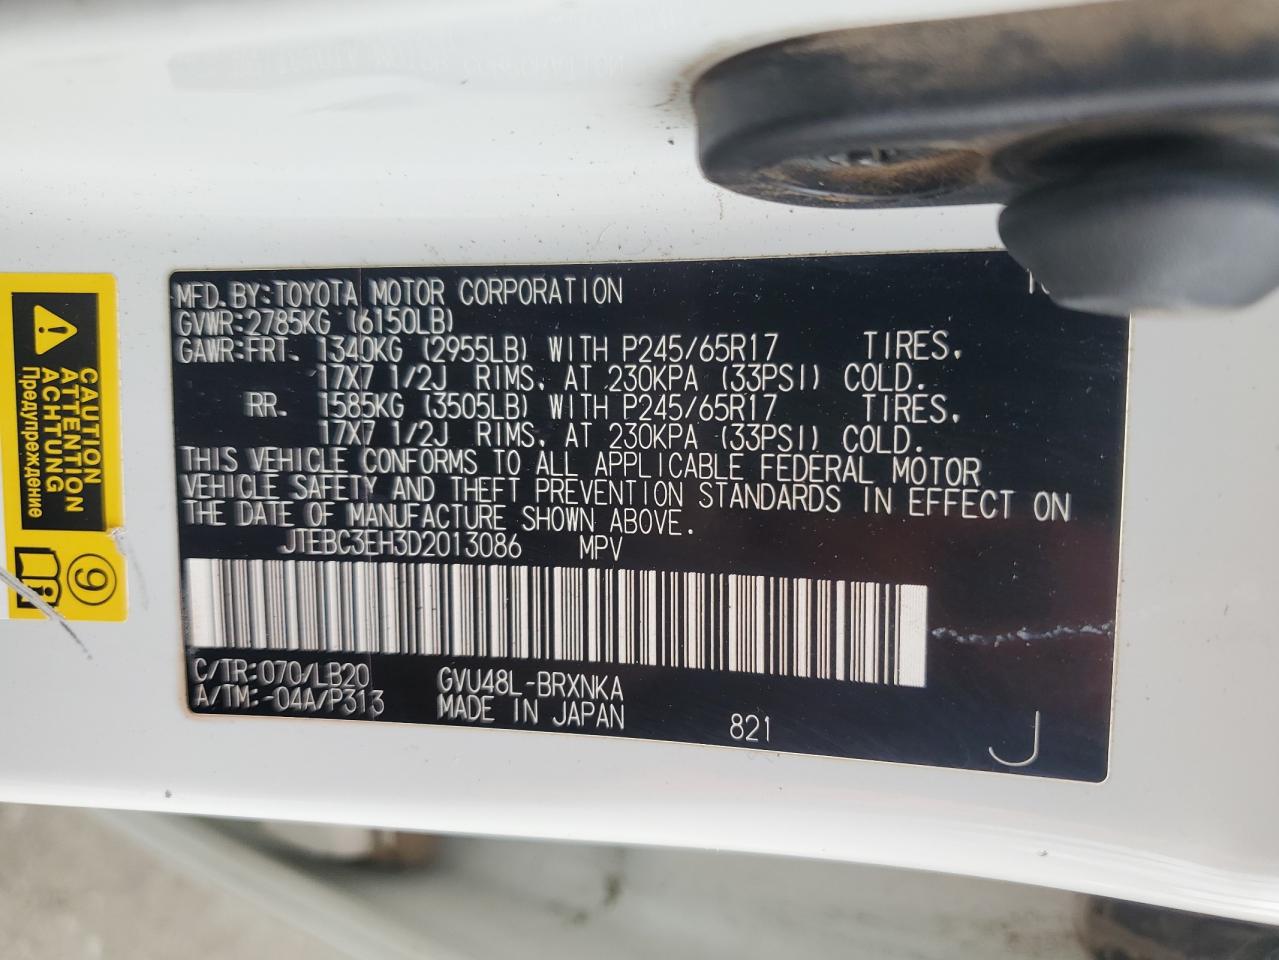 MFD. BY:TOYOTA MOTOR CORPORATION
GVWR:2785KG (6150LB)
GAWR:FRT. 1340KG (2955LB) WITH P245/65R17 TIRES,
17X7 1/2J RIMS, AT 230KPA (33PSI) COLD.
RR. 1585KG (3505LB) WITH P245/65R17 TIRES,
17X7 1/2J RIMS, AT 230KPA (33PSI) COLD.
THIS VEHICLE CONFORMS TO ALL APPLICABLE FEDERAL MOTOR
VEHICLE SAFETY AND THEFT PREVENTION STANDARDS IN EFFECT ON
THE DATE OF MANUFACTURE SHOWN ABOVE.
JTEBC3EH3D2013086 MPV
C/TR:070/LB20 GVU48L-BRXNKA
A/TM:-04A/P313 MADE IN JAPAN
821
J
CAUTION
ATTENTION
ACHTUNG
Предупреждение
9